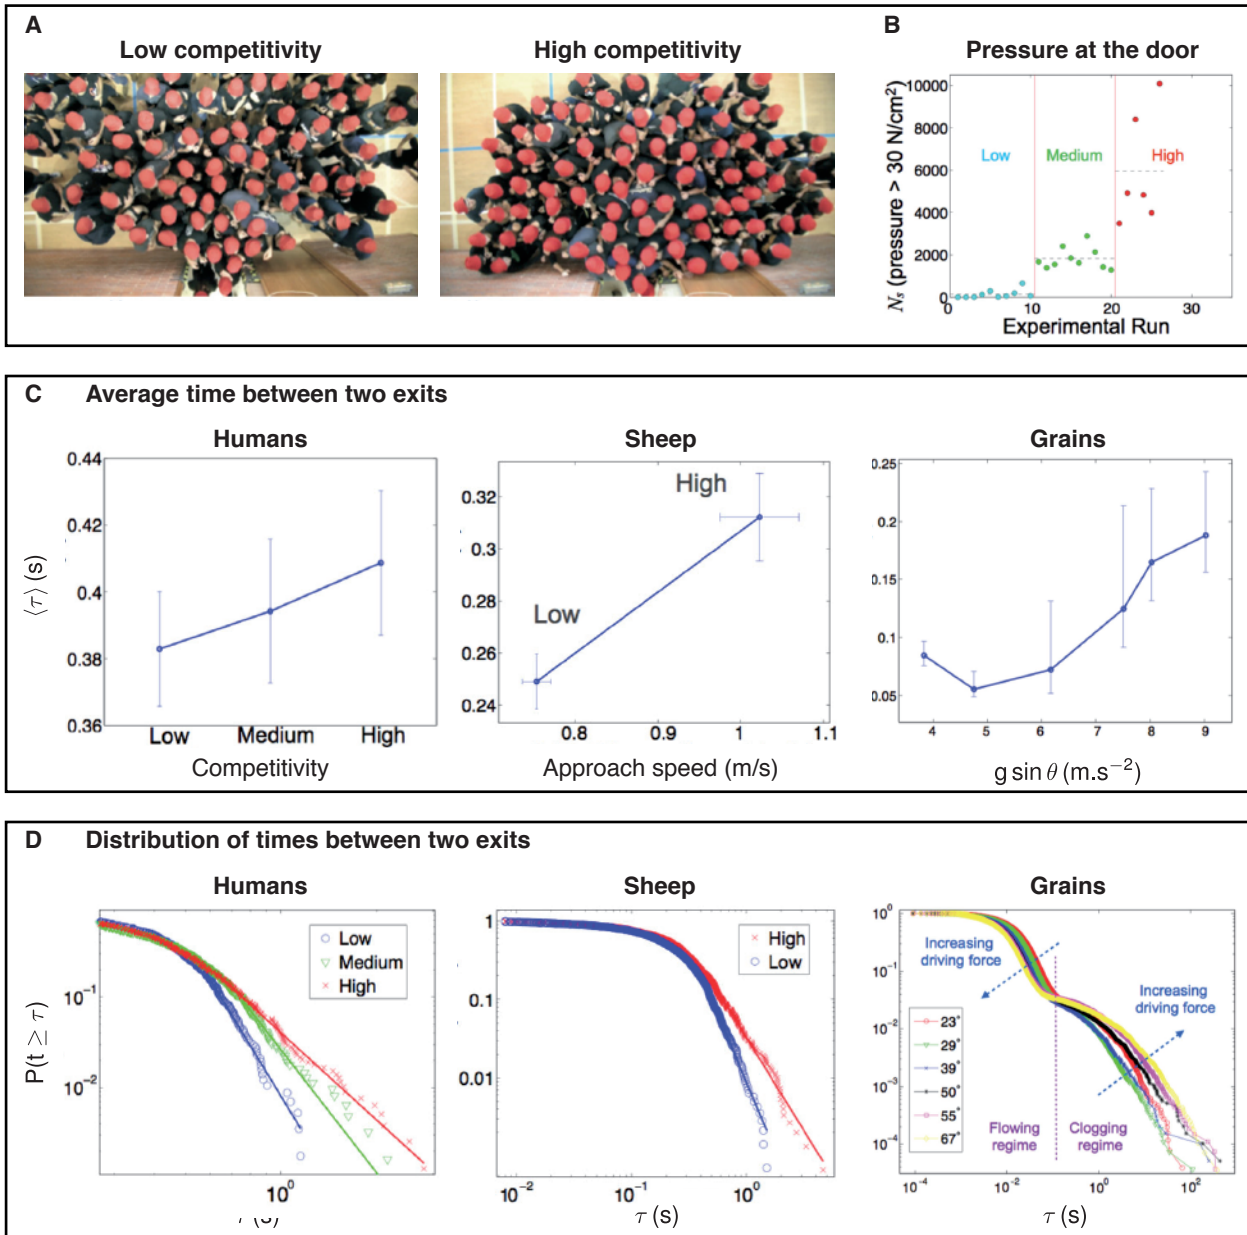 A
Low competitivity
High competitivity
B
Pressure at the door
N_s (pressure > 30 N/cm²)
10000
8000
6000
4000
2000
0
Low
Medium
High
0
10
20
30
Experimental Run
C Average time between two exits
Humans
⟨τ⟩ (s)
0.44
0.42
0.4
0.38
0.36
Low Medium High
Competitivity
Sheep
0.32
0.3
0.28
0.26
0.24
High
Low
0.8 0.9 1 1.1
Approach speed (m/s)
Grains
0.25
0.2
0.15
0.1
0.05
4 5 6 7 8 9
g sin θ (m.s⁻²)
D Distribution of times between two exits
Humans
P(t ≥ τ)
10⁻¹
10⁻²
Low
Medium
High
10⁰
τ (s)
Sheep
1
0.1
0.01
High
Low
10⁻² 10⁻¹ 10⁰
τ (s)
Grains
10⁰
10⁻¹
10⁻²
10⁻³
10⁻⁴
Increasing
driving force
Increasing
driving force
23°
29°
39°
50°
55°
67°
Flowing
regime
Clogging
regime
10⁻⁴ 10⁻² 10⁰ 10²
τ (s)